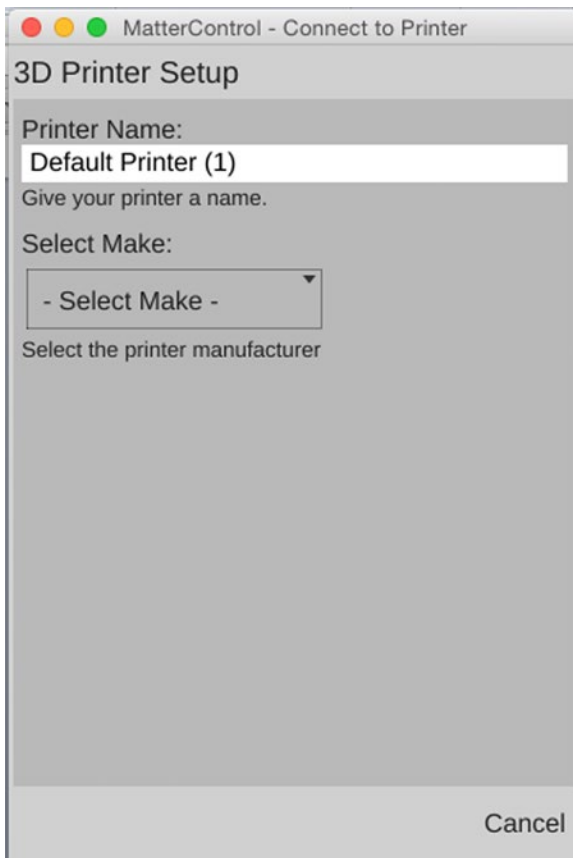 MatterControl - Connect to Printer
3D Printer Setup
Printer Name:
Default Printer (1)
Give your printer a name.
Select Make:
- Select Make -
Select the printer manufacturer
Cancel